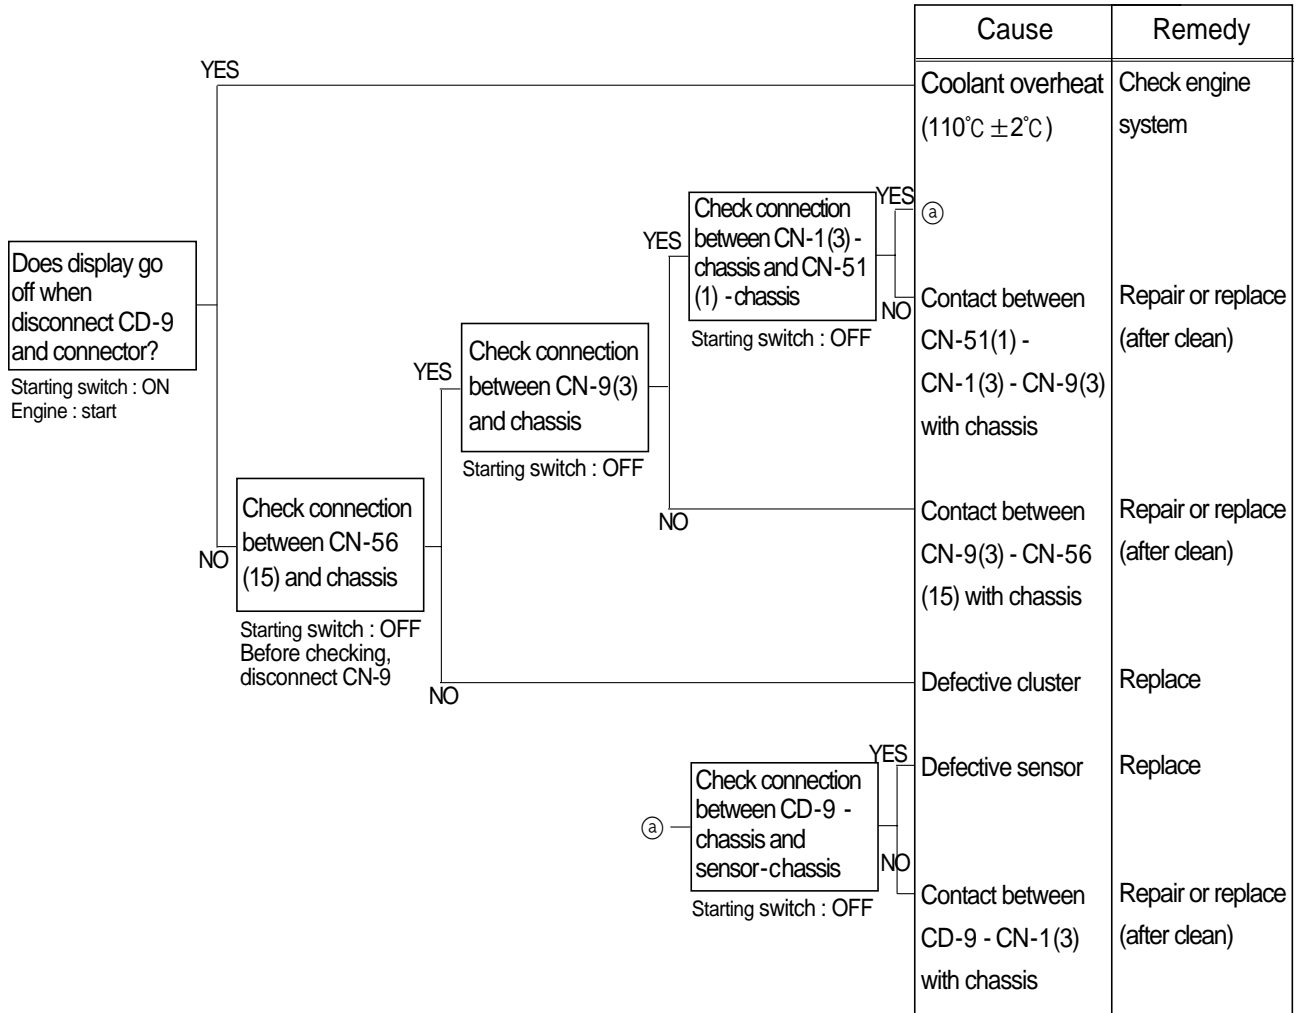 Cause
Remedy
YES
Coolant overheat
(110℃ ±2℃)
Check engine
system
Does display go
off when
disconnect CD-9
and connector?
Starting switch : ON
Engine : start
NO
Check connection
between CN-56
(15) and chassis
Starting switch : OFF
Before checking,
disconnect CN-9
YES
Check connection
between CN-9(3)
and chassis
Starting switch : OFF
YES
Check connection
between CN-1(3) -
chassis and CN-51
(1) - chassis
Starting switch : OFF
YES
ⓐ
NO
Contact between
CN-51(1) -
CN-1(3) - CN-9(3)
with chassis
Repair or replace
(after clean)
NO
Contact between
CN-9(3) - CN-56
(15) with chassis
Repair or replace
(after clean)
NO
Defective cluster
Replace
ⓐ
Check connection
between CD-9 -
chassis and
sensor-chassis
Starting switch : OFF
YES
Defective sensor
Replace
NO
Contact between
CD-9 - CN-1(3)
with chassis
Repair or replace
(after clean)